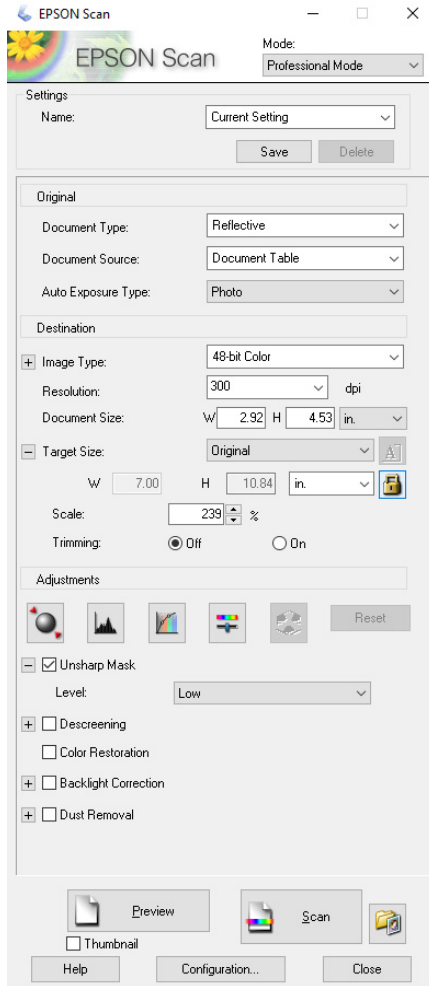 EPSON Scan
EPSON Scan
Mode:
Professional Mode
Settings
Name: Current Setting
Save Delete
Original
Document Type: Reflective
Document Source: Document Table
Auto Exposure Type: Photo
Destination
+ Image Type: 48-bit Color
Resolution: 300 dpi
Document Size: W 2.92 H 4.53 in.
− Target Size: Original A
W 7.00 H 10.84 in.
Scale: 239 %
Trimming: Off On
Adjustments
Reset
− Unsharp Mask
Level: Low
+ Descreening
Color Restoration
+ Backlight Correction
+ Dust Removal
Preview Scan
Thumbnail
Help Configuration... Close